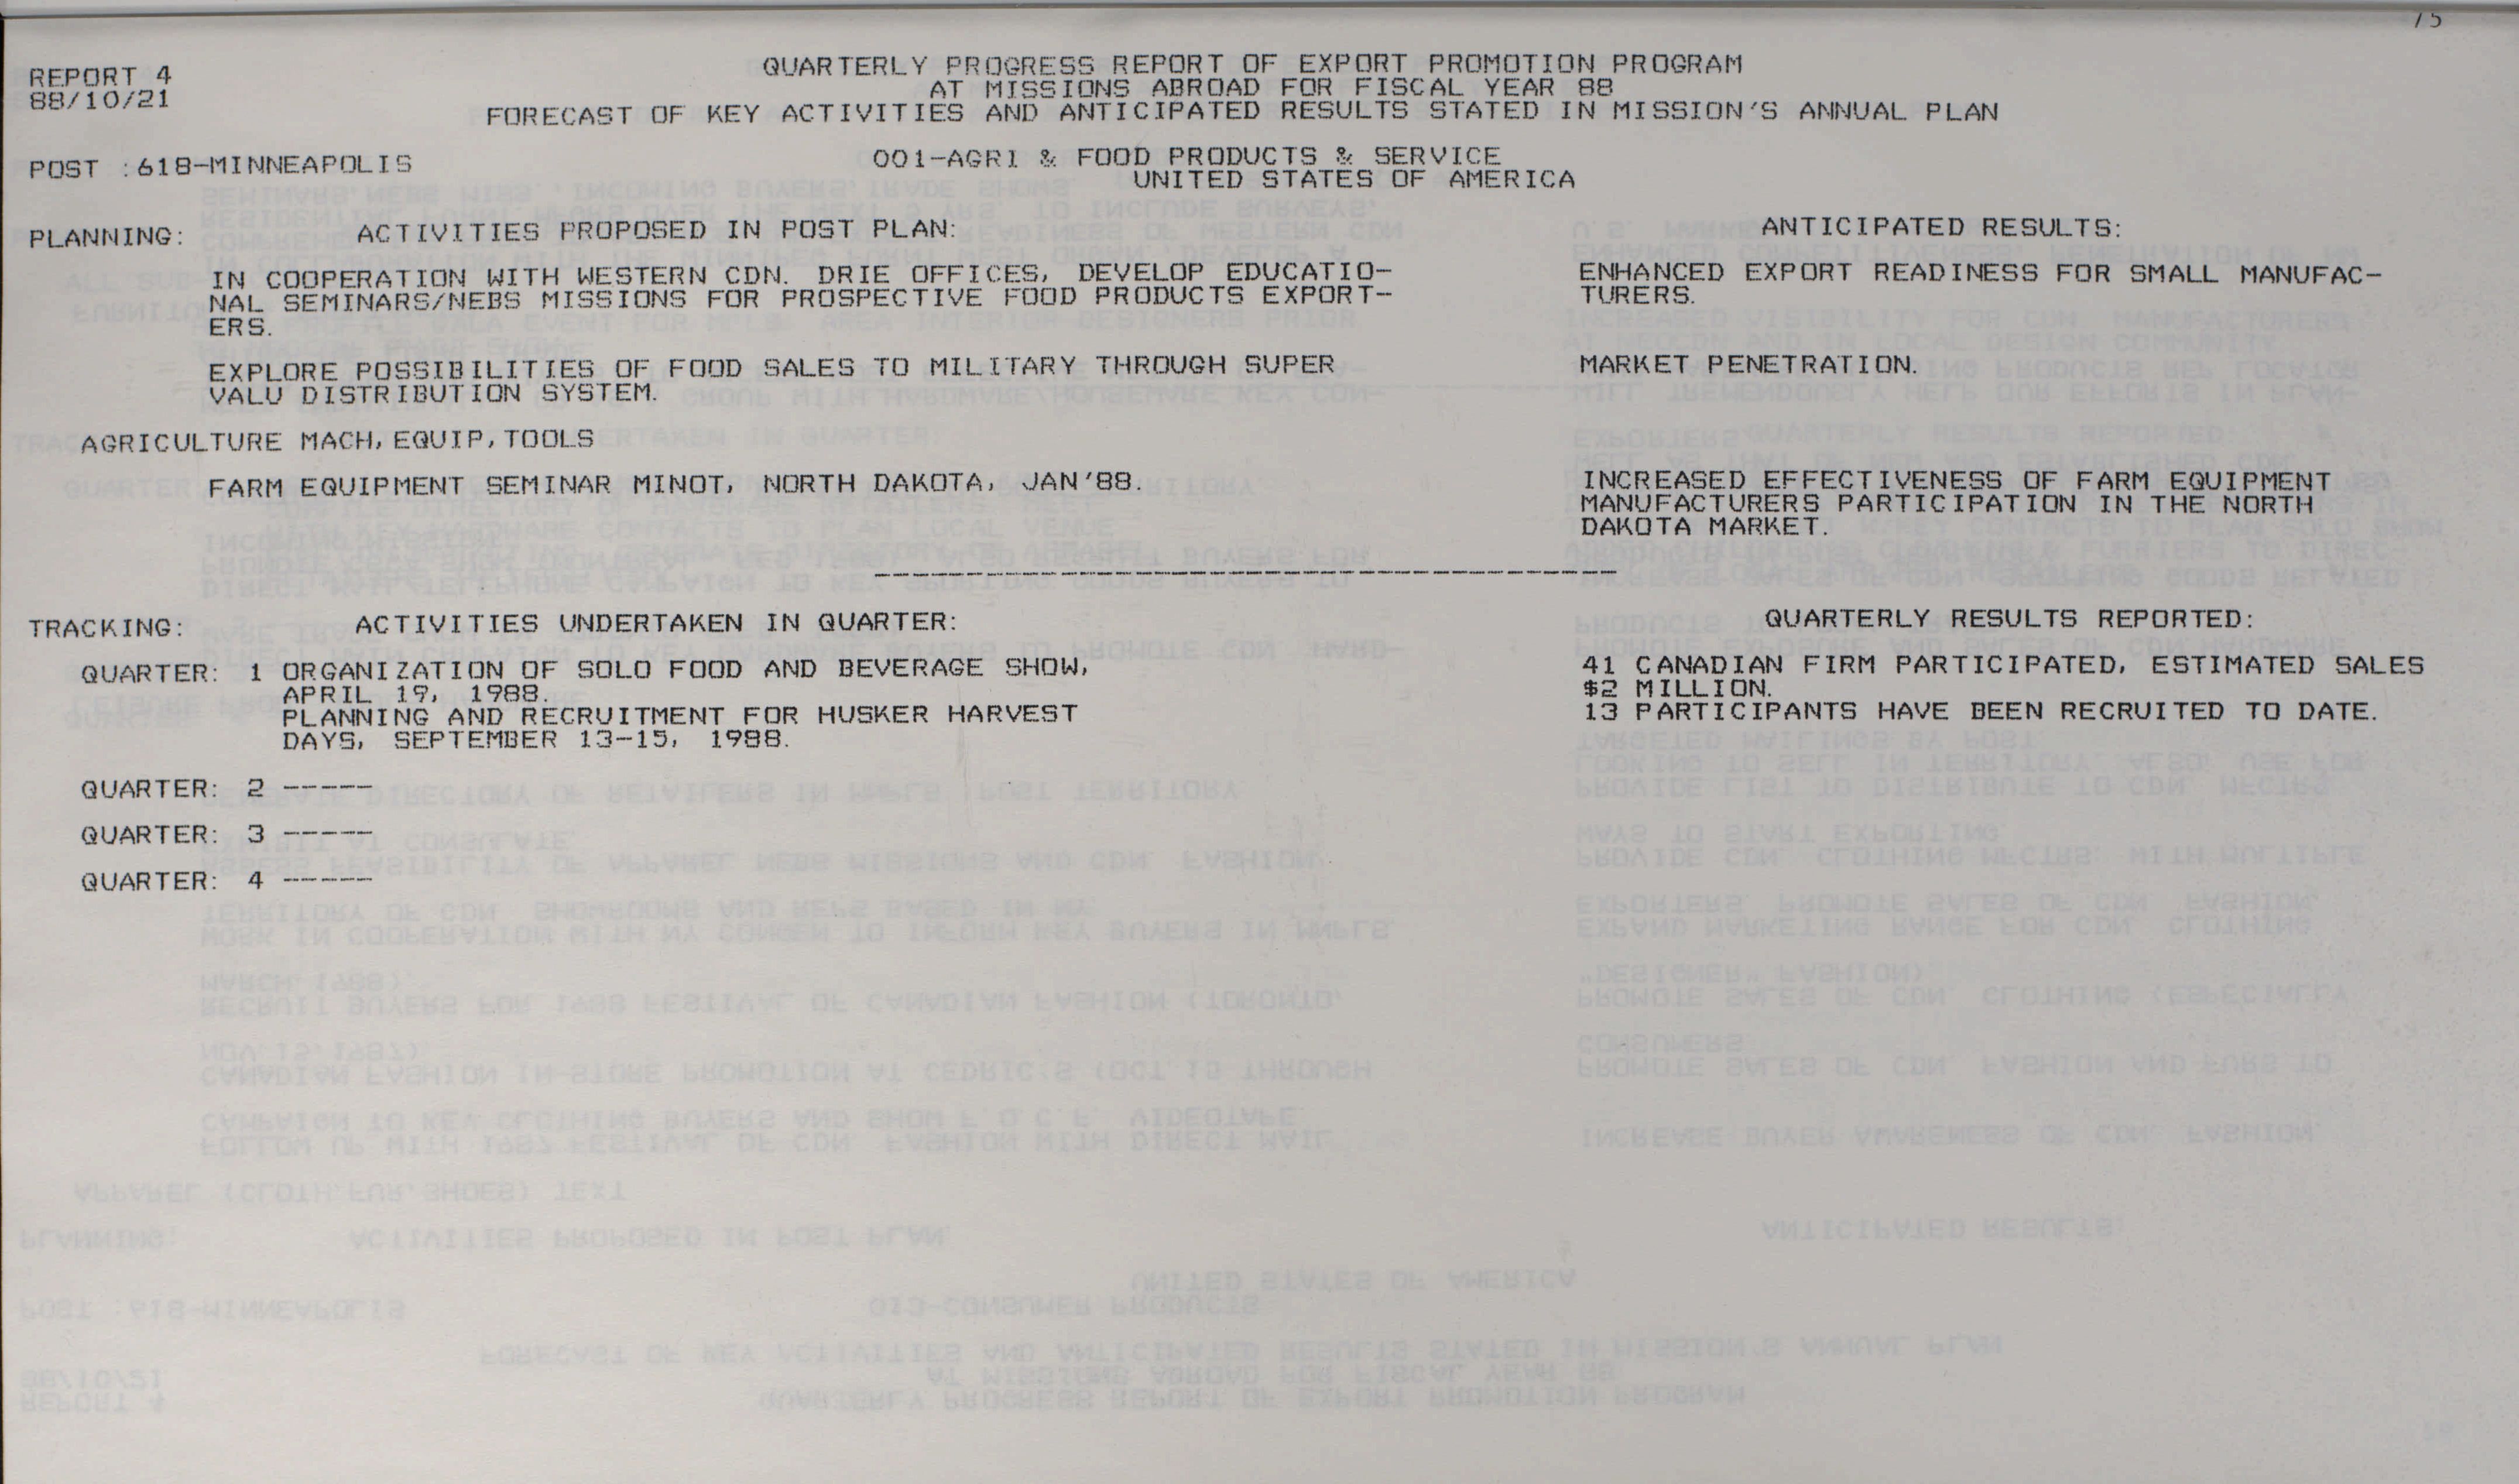 75
REPORT 4
88/10/21
QUARTERLY PROGRESS REPORT OF EXPORT PROMOTION PROGRAM
AT MISSIONS ABROAD FOR FISCAL YEAR 88
FORECAST OF KEY ACTIVITIES AND ANTICIPATED RESULTS STATED IN MISSION'S ANNUAL PLAN
POST :618-MINNEAPOLIS
001-AGRI & FOOD PRODUCTS & SERVICE
UNITED STATES OF AMERICA
PLANNING: ACTIVITIES PROPOSED IN POST PLAN: ANTICIPATED RESULTS:
IN COOPERATION WITH WESTERN CDN. DRIE OFFICES, DEVELOP EDUCATIO- ENHANCED EXPORT READINESS FOR SMALL MANUFAC-
NAL SEMINARS/NEBS MISSIONS FOR PROSPECTIVE FOOD PRODUCTS EXPORT- TURERS.
ERS.
EXPLORE POSSIBILITIES OF FOOD SALES TO MILITARY THROUGH SUPER MARKET PENETRATION.
VALU DISTRIBUTION SYSTEM.
AGRICULTURE MACH, EQUIP, TOOLS
FARM EQUIPMENT SEMINAR MINOT, NORTH DAKOTA, JAN'88. INCREASED EFFECTIVENESS OF FARM EQUIPMENT
MANUFACTURERS PARTICIPATION IN THE NORTH
DAKOTA MARKET.
----------------------------------------
TRACKING: ACTIVITIES UNDERTAKEN IN QUARTER: QUARTERLY RESULTS REPORTED:
QUARTER: 1 ORGANIZATION OF SOLO FOOD AND BEVERAGE SHOW, 41 CANADIAN FIRM PARTICIPATED, ESTIMATED SALES
APRIL 19, 1988. $2 MILLION.
PLANNING AND RECRUITMENT FOR HUSKER HARVEST 13 PARTICIPANTS HAVE BEEN RECRUITED TO DATE.
DAYS, SEPTEMBER 13-15, 1988.
QUARTER: 2 -----
QUARTER: 3 -----
QUARTER: 4 -----